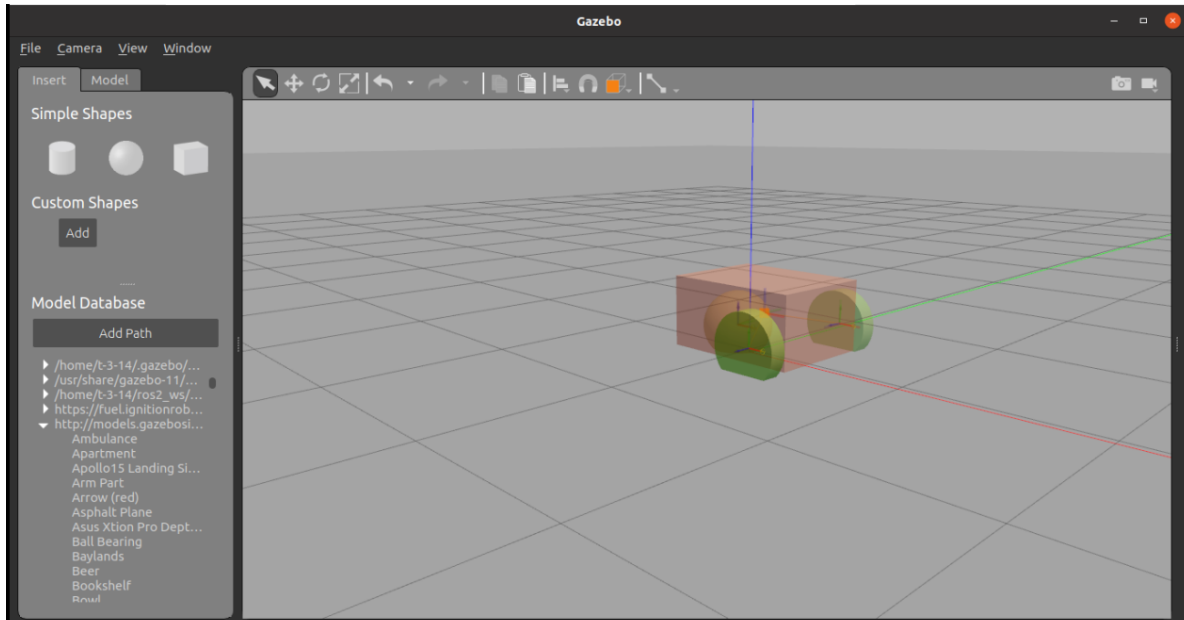 Gazebo
File Camera View Window
Insert Model
Simple Shapes
Custom Shapes
Add
Model Database
Add Path
/home/t-3-14/.gazebo/...
/usr/share/gazebo-11/...
/home/t-3-14/ros2_ws/...
https://fuel.ignitionrob...
http://models.gazebosi...
Ambulance
Apartment
Apollo15 Landing Si...
Arm Part
Arrow (red)
Asphalt Plane
Asus Xtion Pro Dept...
Ball Bearing
Baylands
Beer
Bookshelf
Bowl